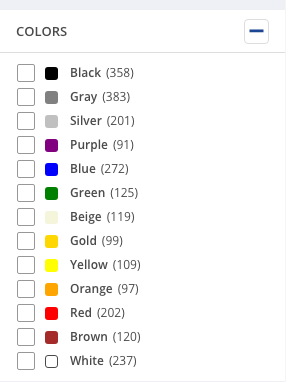 COLORS
Black (358)
Gray (383)
Silver (201)
Purple (91)
Blue (272)
Green (125)
Beige (119)
Gold (99)
Yellow (109)
Orange (97)
Red (202)
Brown (120)
White (237)